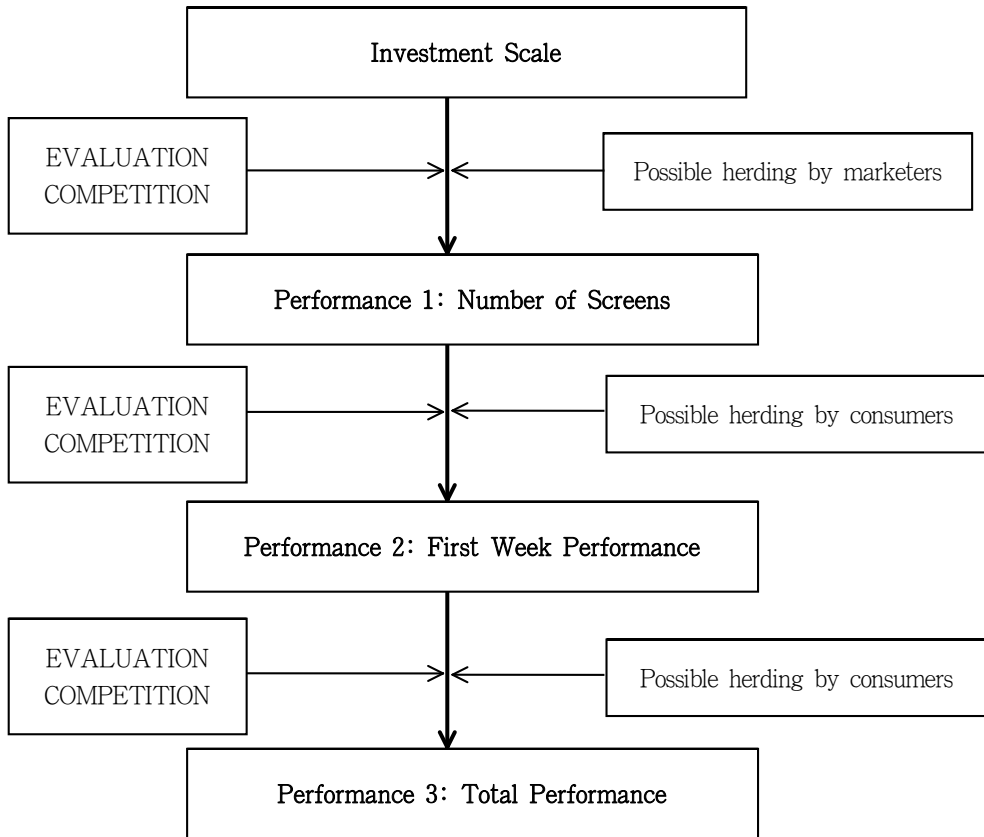 Investment Scale
EVALUATION
COMPETITION
Possible herding by marketers
Performance 1: Number of Screens
EVALUATION
COMPETITION
Possible herding by consumers
Performance 2: First Week Performance
EVALUATION
COMPETITION
Possible herding by consumers
Performance 3: Total Performance